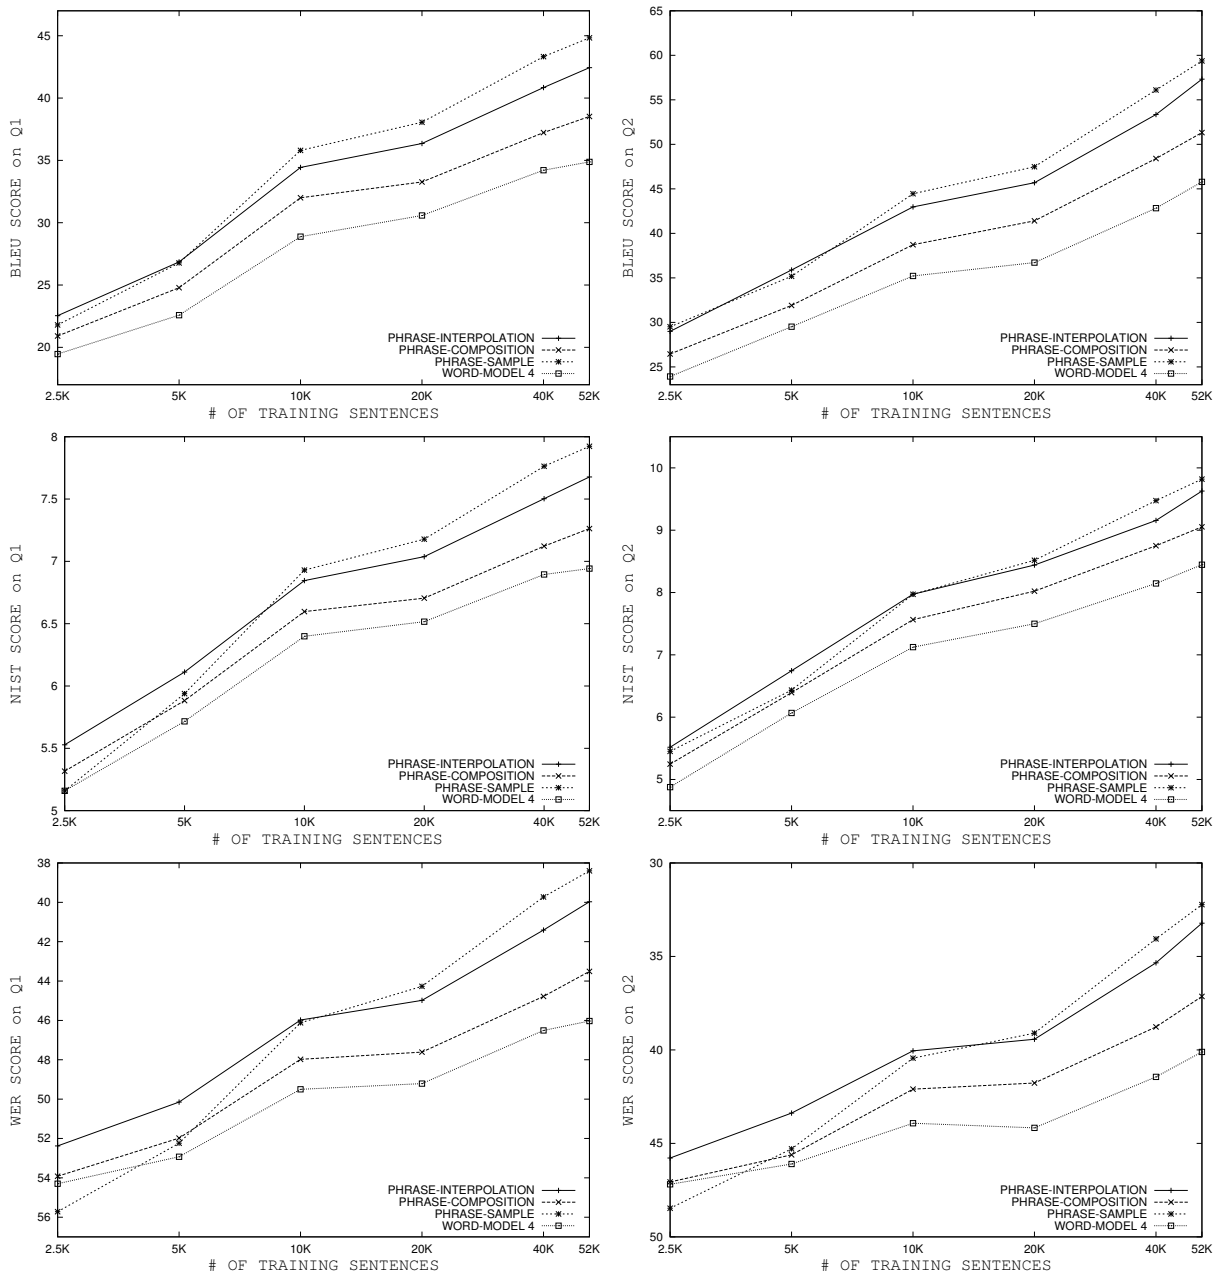 45
40
35
30
25
20
BLEU SCORE on Q1
PHRASE-INTERPOLATION
PHRASE-COMPOSITION
PHRASE-SAMPLE
WORD-MODEL 4
2.5K 5K 10K 20K 40K 52K
# OF TRAINING SENTENCES
65
60
55
50
45
40
35
30
25
BLEU SCORE on Q2
PHRASE-INTERPOLATION
PHRASE-COMPOSITION
PHRASE-SAMPLE
WORD-MODEL 4
2.5K 5K 10K 20K 40K 52K
# OF TRAINING SENTENCES
8
7.5
7
6.5
6
5.5
5
NIST SCORE on Q1
PHRASE-INTERPOLATION
PHRASE-COMPOSITION
PHRASE-SAMPLE
WORD-MODEL 4
2.5K 5K 10K 20K 40K 52K
# OF TRAINING SENTENCES
10
9
8
7
6
5
NIST SCORE on Q2
PHRASE-INTERPOLATION
PHRASE-COMPOSITION
PHRASE-SAMPLE
WORD-MODEL 4
2.5K 5K 10K 20K 40K 52K
# OF TRAINING SENTENCES
38
40
42
44
46
48
50
52
54
56
WER SCORE on Q1
PHRASE-INTERPOLATION
PHRASE-COMPOSITION
PHRASE-SAMPLE
WORD-MODEL 4
2.5K 5K 10K 20K 40K 52K
# OF TRAINING SENTENCES
30
35
40
45
50
WER SCORE on Q2
PHRASE-INTERPOLATION
PHRASE-COMPOSITION
PHRASE-SAMPLE
WORD-MODEL 4
2.5K 5K 10K 20K 40K 52K
# OF TRAINING SENTENCES